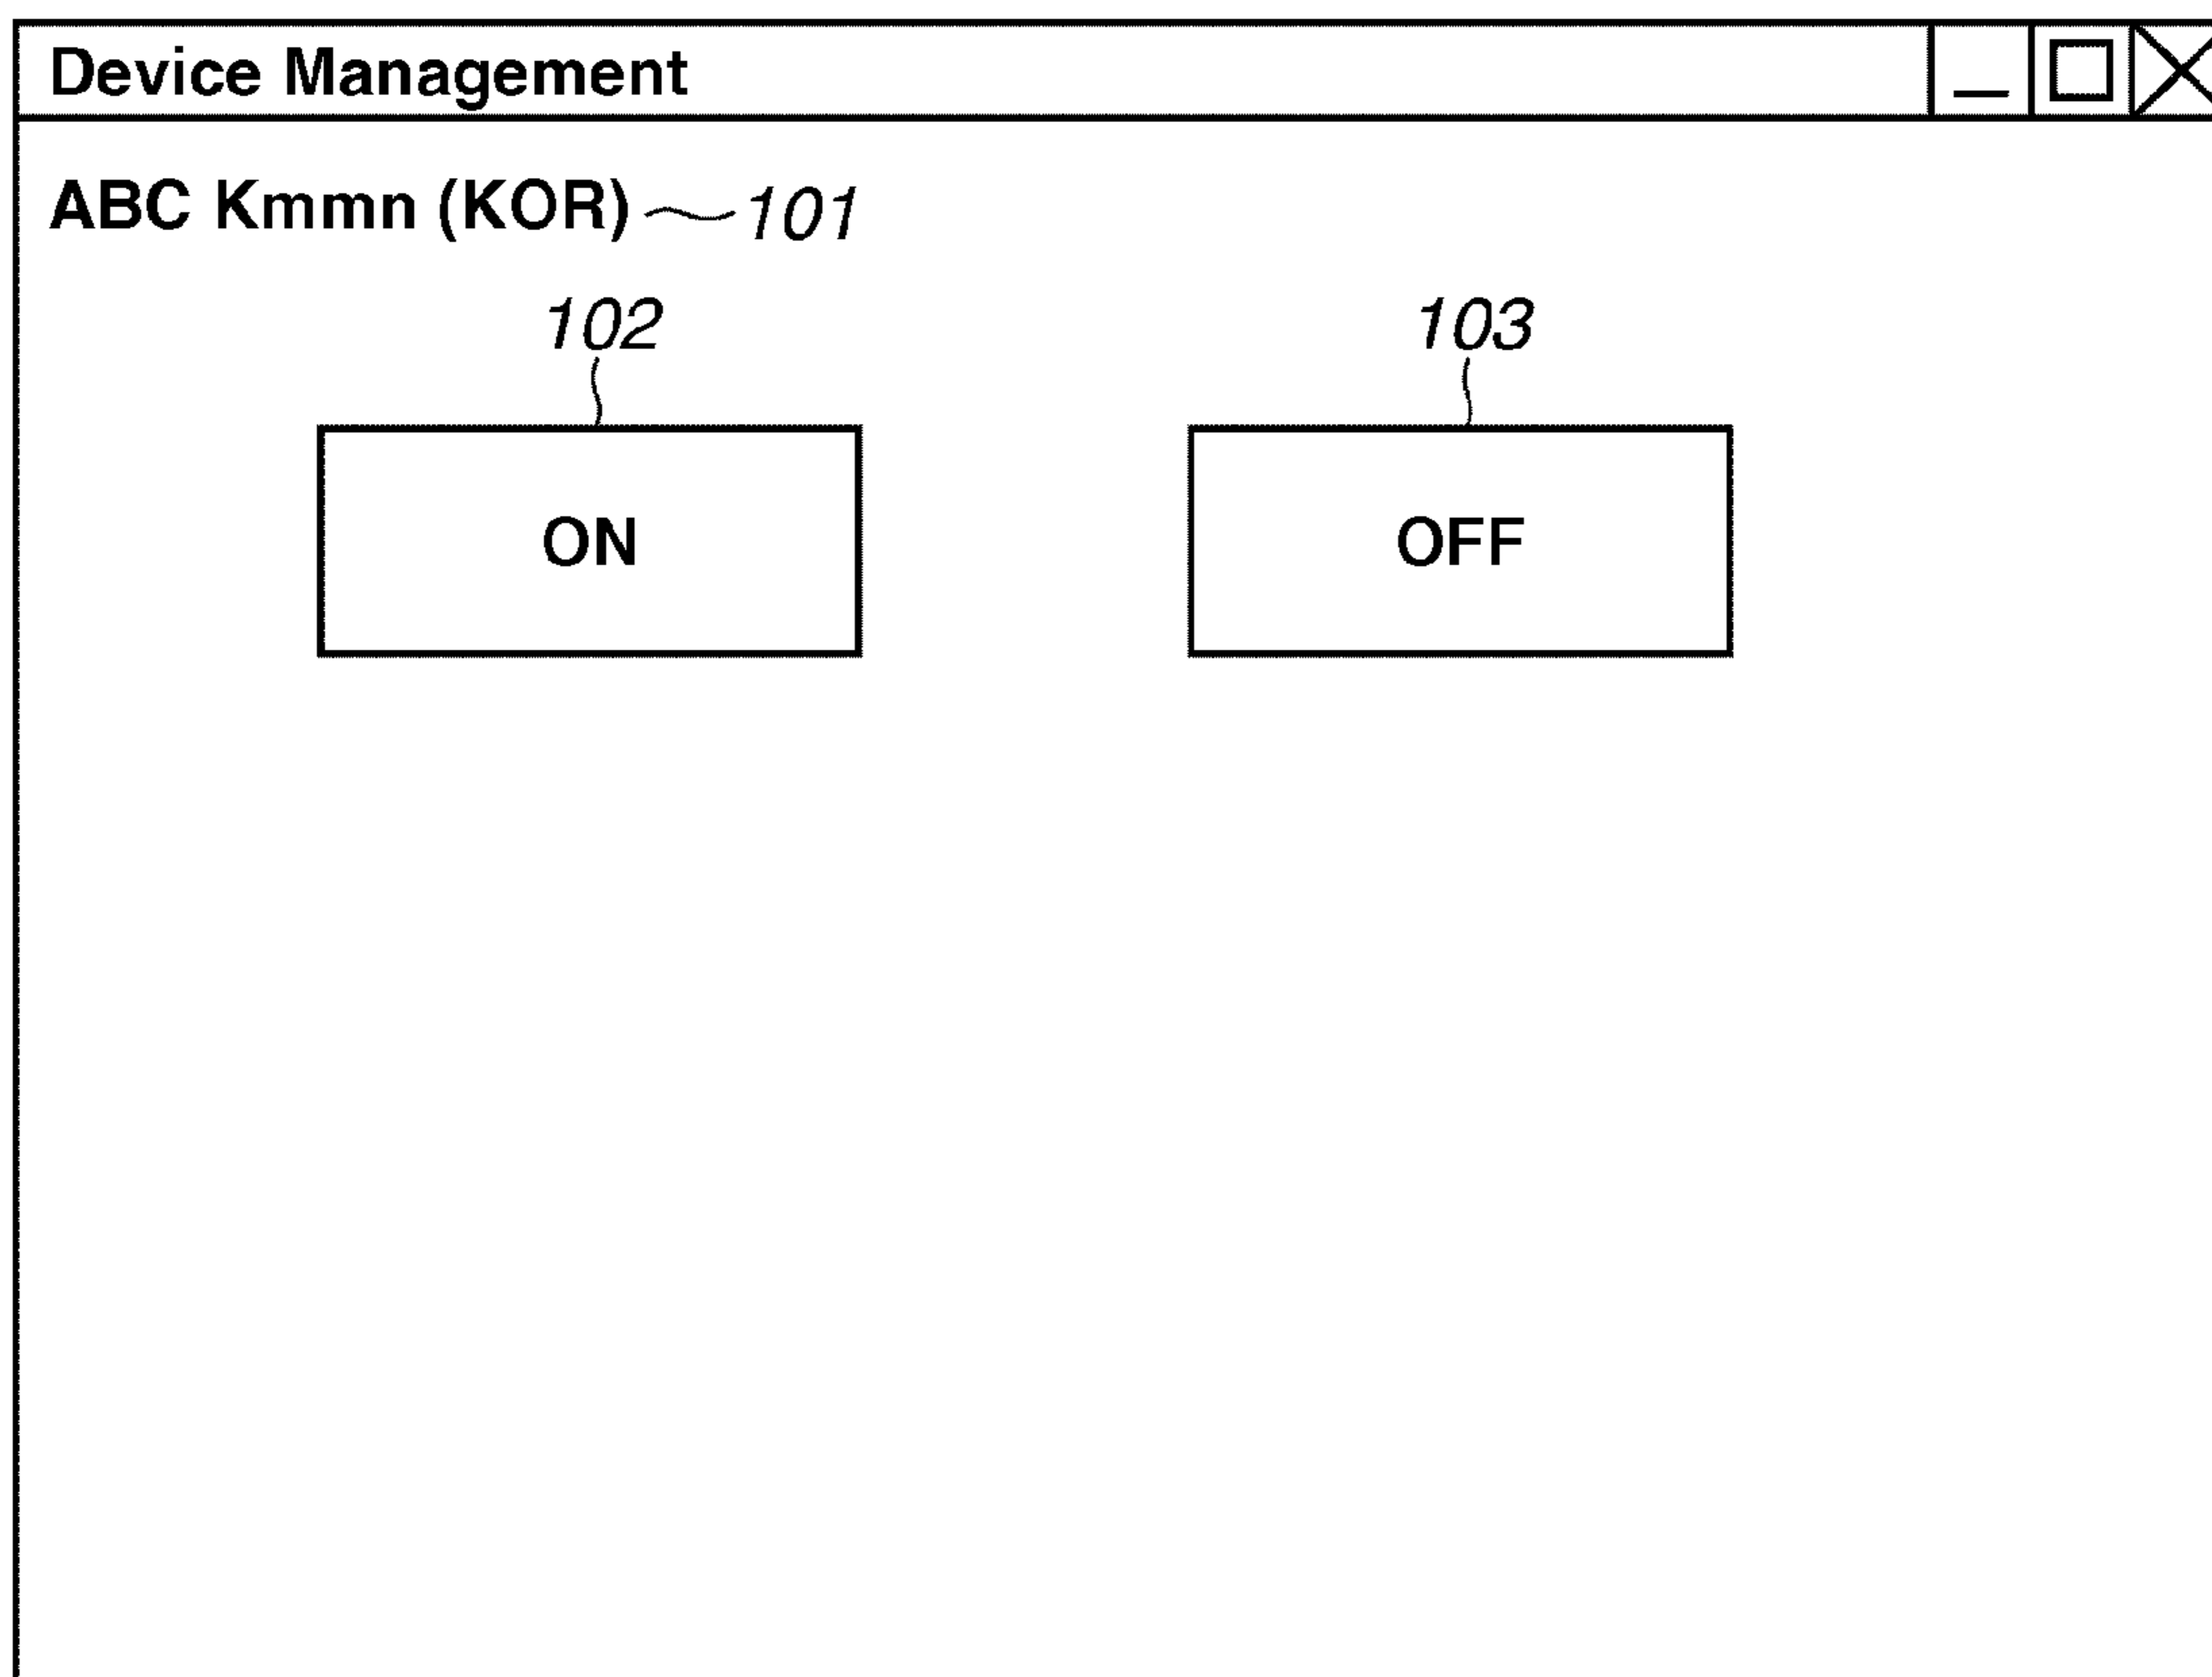 Device Management
ABC Kmmn (KOR) 101
102 103
ON OFF